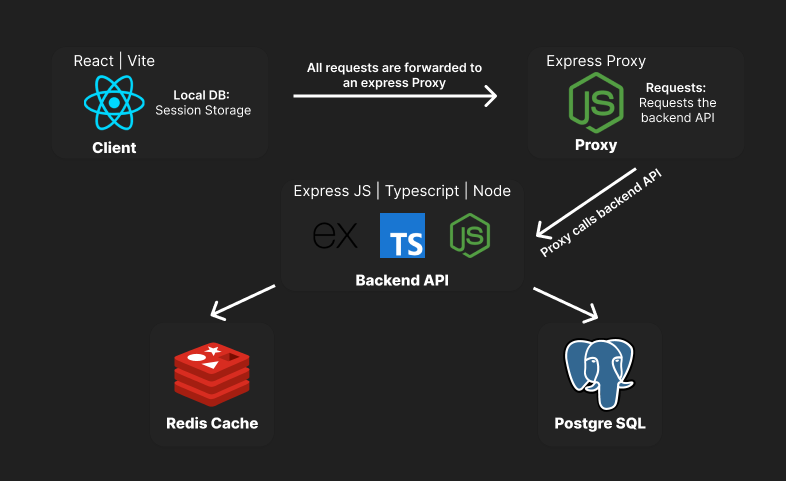 React | Vite
Local DB:
Session Storage
Client
All requests are forwarded to
an express Proxy
Express Proxy
JS
Requests:
Requests the
backend API
Proxy
Proxy calls backend API
Express JS | Typescript | Node
ex
TS
JS
Backend API
Redis Cache
Postgre SQL